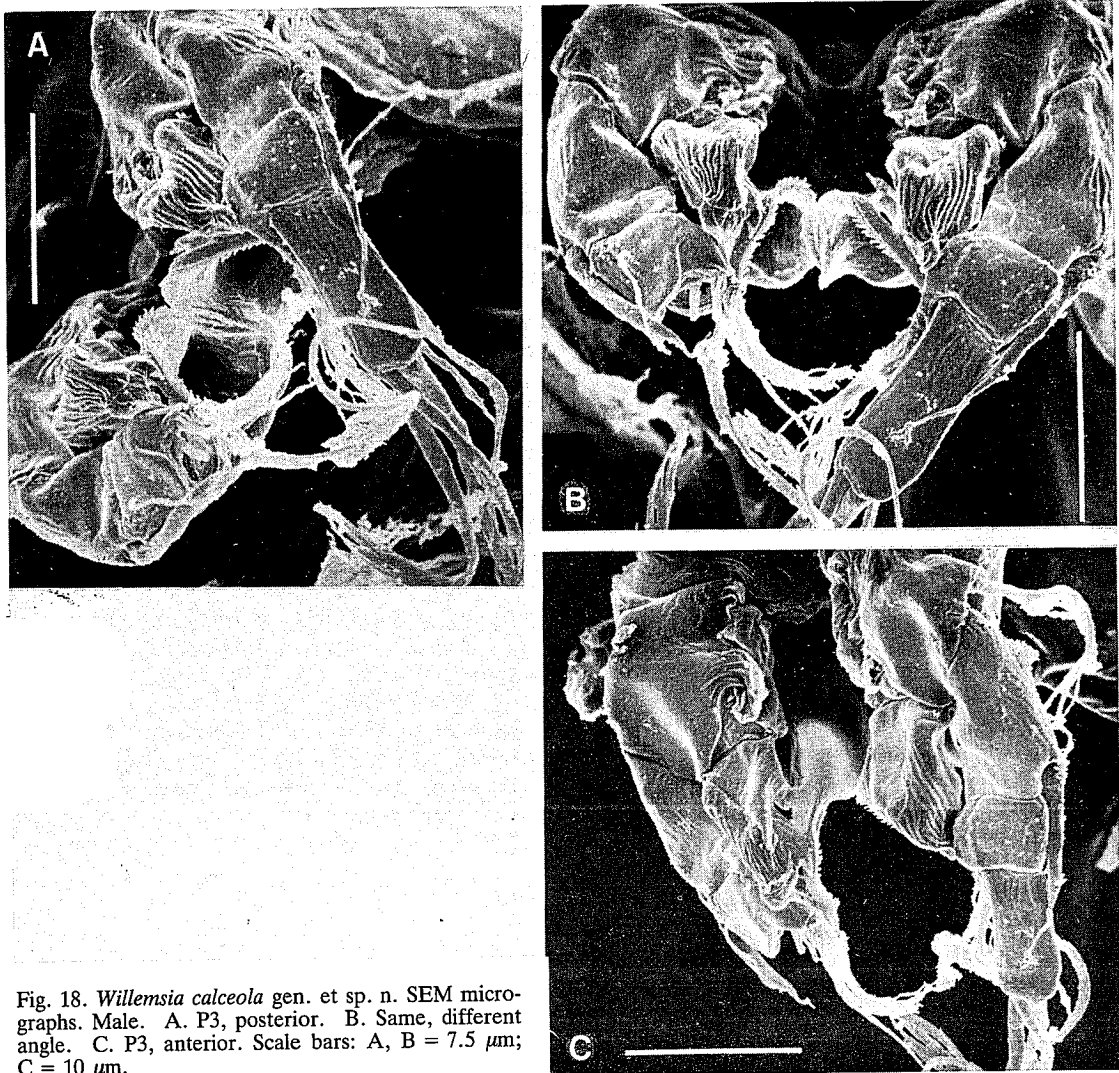 A
B
C
Fig. 18. Willemsia calceola gen. et sp. n. SEM micro-
graphs. Male. A. P3, posterior. B. Same, different
angle. C. P3, anterior. Scale bars: A, B = 7.5 μm;
C = 10 μm.